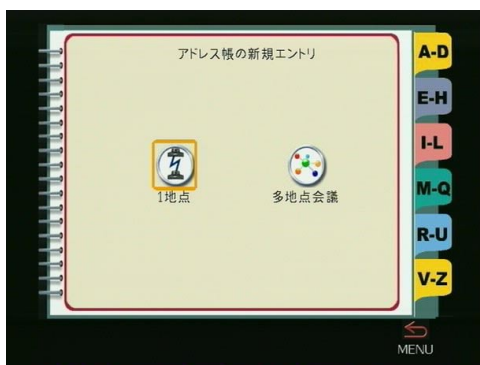 アドレス帳の新規エントリ
1地点
多地点会議
A-D
E-H
I-L
M-Q
R-U
V-Z
MENU